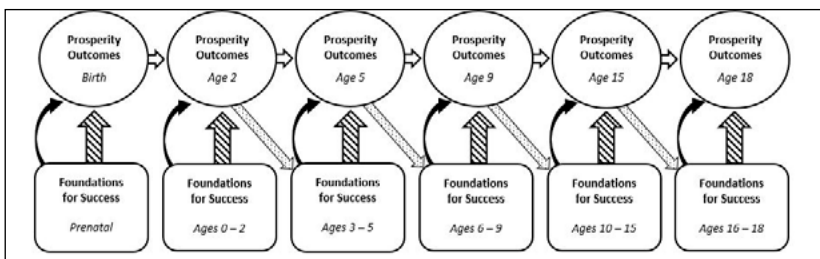 Prosperity
Outcomes
Birth
Prosperity
Outcomes
Age 2
Prosperity
Outcomes
Age 5
Prosperity
Outcomes
Age 9
Prosperity
Outcomes
Age 15
Prosperity
Outcomes
Age 18
Foundations
for Success
Prenatal
Foundations
for Success
Ages 0 – 2
Foundations
for Success
Ages 3 – 5
Foundations
for Success
Ages 6 – 9
Foundations
for Success
Ages 10 – 15
Foundations
for Success
Ages 16 – 18